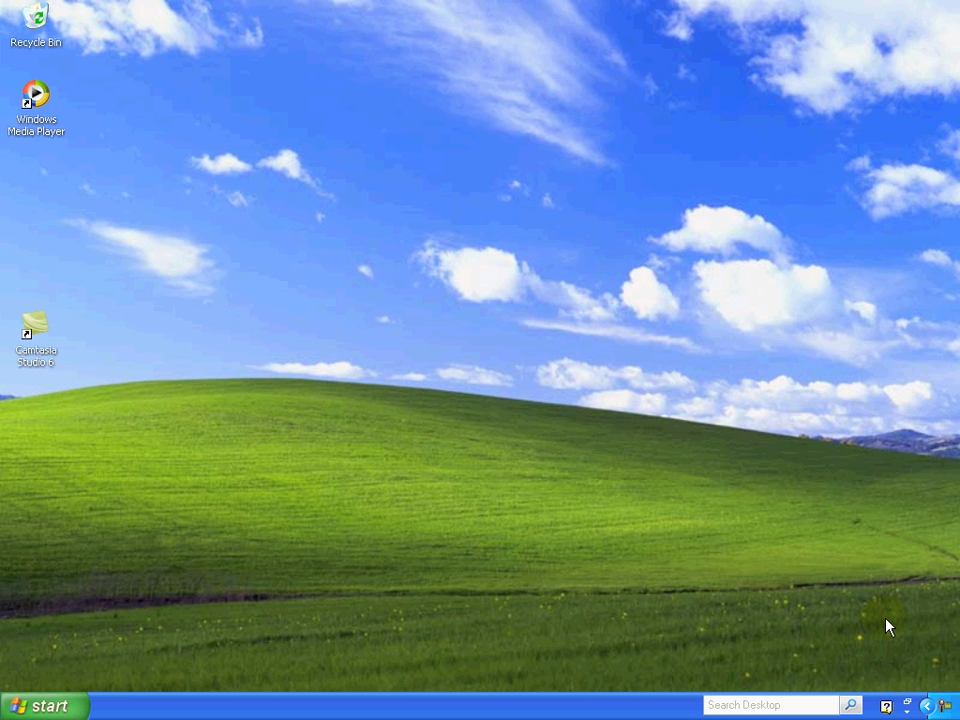 Recycle Bin
Windows
Media Player
Camtasia
Studio 6
start
Search Desktop
?